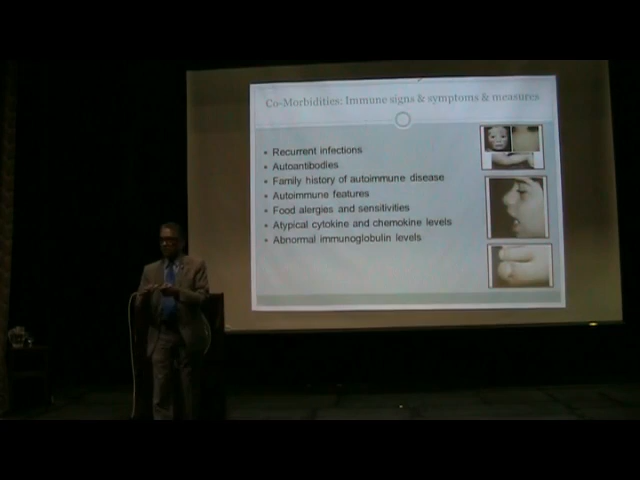 Co-Morbidities: Immune signs & symptoms & measures
• Recurrent infections
• Autoantibodies
• Family history of autoimmune disease
• Autoimmune features
• Food alergies and sensitivities
• Atypical cytokine and chemokine levels
• Abnormal immunoglobulin levels